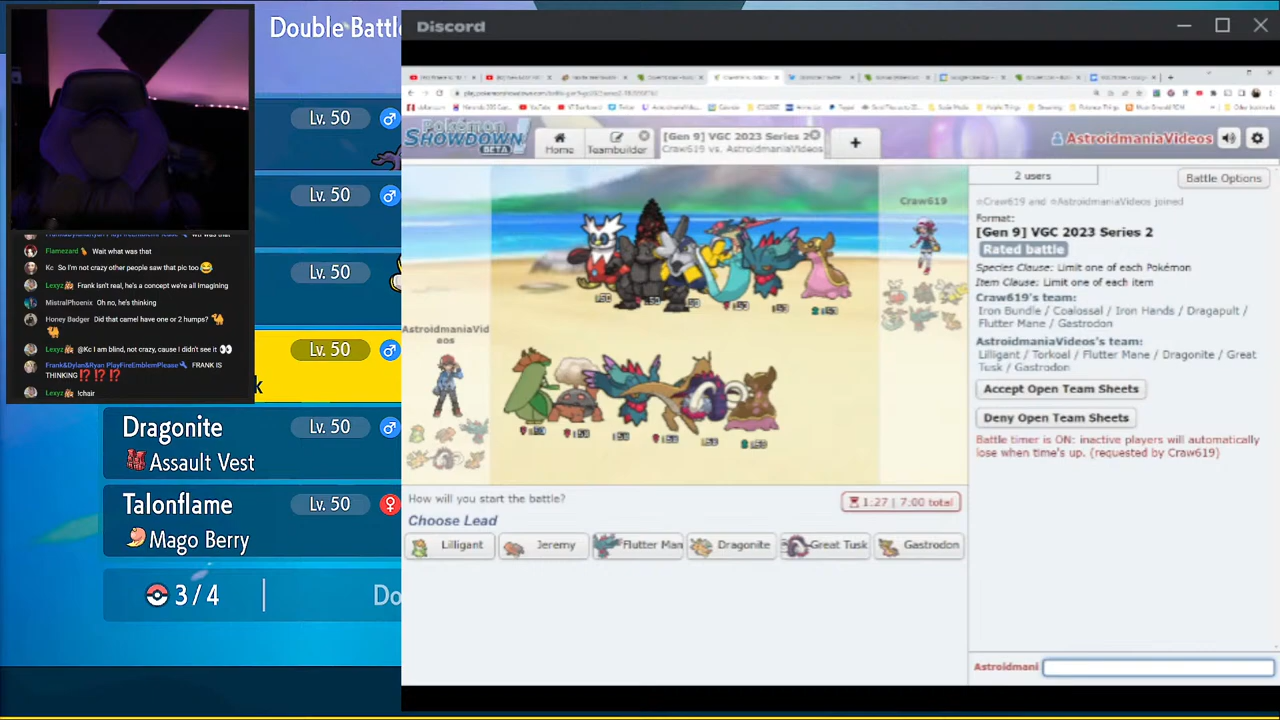 Double Battl
Lv. 50
Lv. 50
Lv. 50
Lv. 50
k
Dragonite
Lv. 50
Assault Vest
Talonflame
Lv. 50
Mago Berry
3 / 4
Do
Flamezard Wait what was that
Kc So I'm not crazy other people saw that pic too
Lexyz Frank isn't real, he's a concept we're all imagining
MistralPhoenix Oh no, he's thinking
Honey Badger Did that camel have one or 2 humps?
Lexyz @Kc I am blind, not crazy, cause I didn't see it
Frank&Dylan&Ryan PlayFireEmblemPlease FRANK IS
THINKING
Lexyz !chair
Discord
POKéMON
SHOWDOWN
BETA
Home
Teambuilder
[Gen 9] VGC 2023 Series 2
Craw619 vs. AstroidmaniaVideos
+
AstroidmaniaVideos
2 users
Battle Options
Craw619
AstroidmaniaVid
eos
☆Craw619 and ☆AstroidmaniaVideos joined
Format:
[Gen 9] VGC 2023 Series 2
Rated battle
Species Clause: Limit one of each Pokémon
Item Clause: Limit one of each item
Craw619's team:
Iron Bundle / Coalossal / Iron Hands / Dragapult /
Flutter Mane / Gastrodon
AstroidmaniaVideos's team:
Lilligant / Torkoal / Flutter Mane / Dragonite / Great
Tusk / Gastrodon
Accept Open Team Sheets
Deny Open Team Sheets
Battle timer is ON: inactive players will automatically
lose when time's up. (requested by Craw619)
How will you start the battle?
1:27 | 7:00 total
Choose Lead
Lilligant
Jeremy
Flutter Man
Dragonite
Great Tusk
Gastrodon
Astroidmani